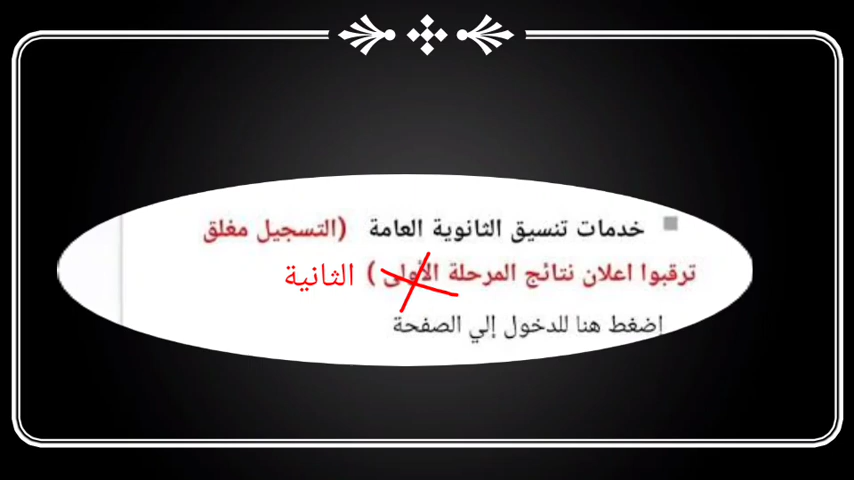 خدمات تنسيق الثانوية العامة (التسجيل مغلق
ترقبوا اعلان نتائج المرحلة الأولى ) الثانية
اضغط هنا للدخول إلي الصفحة